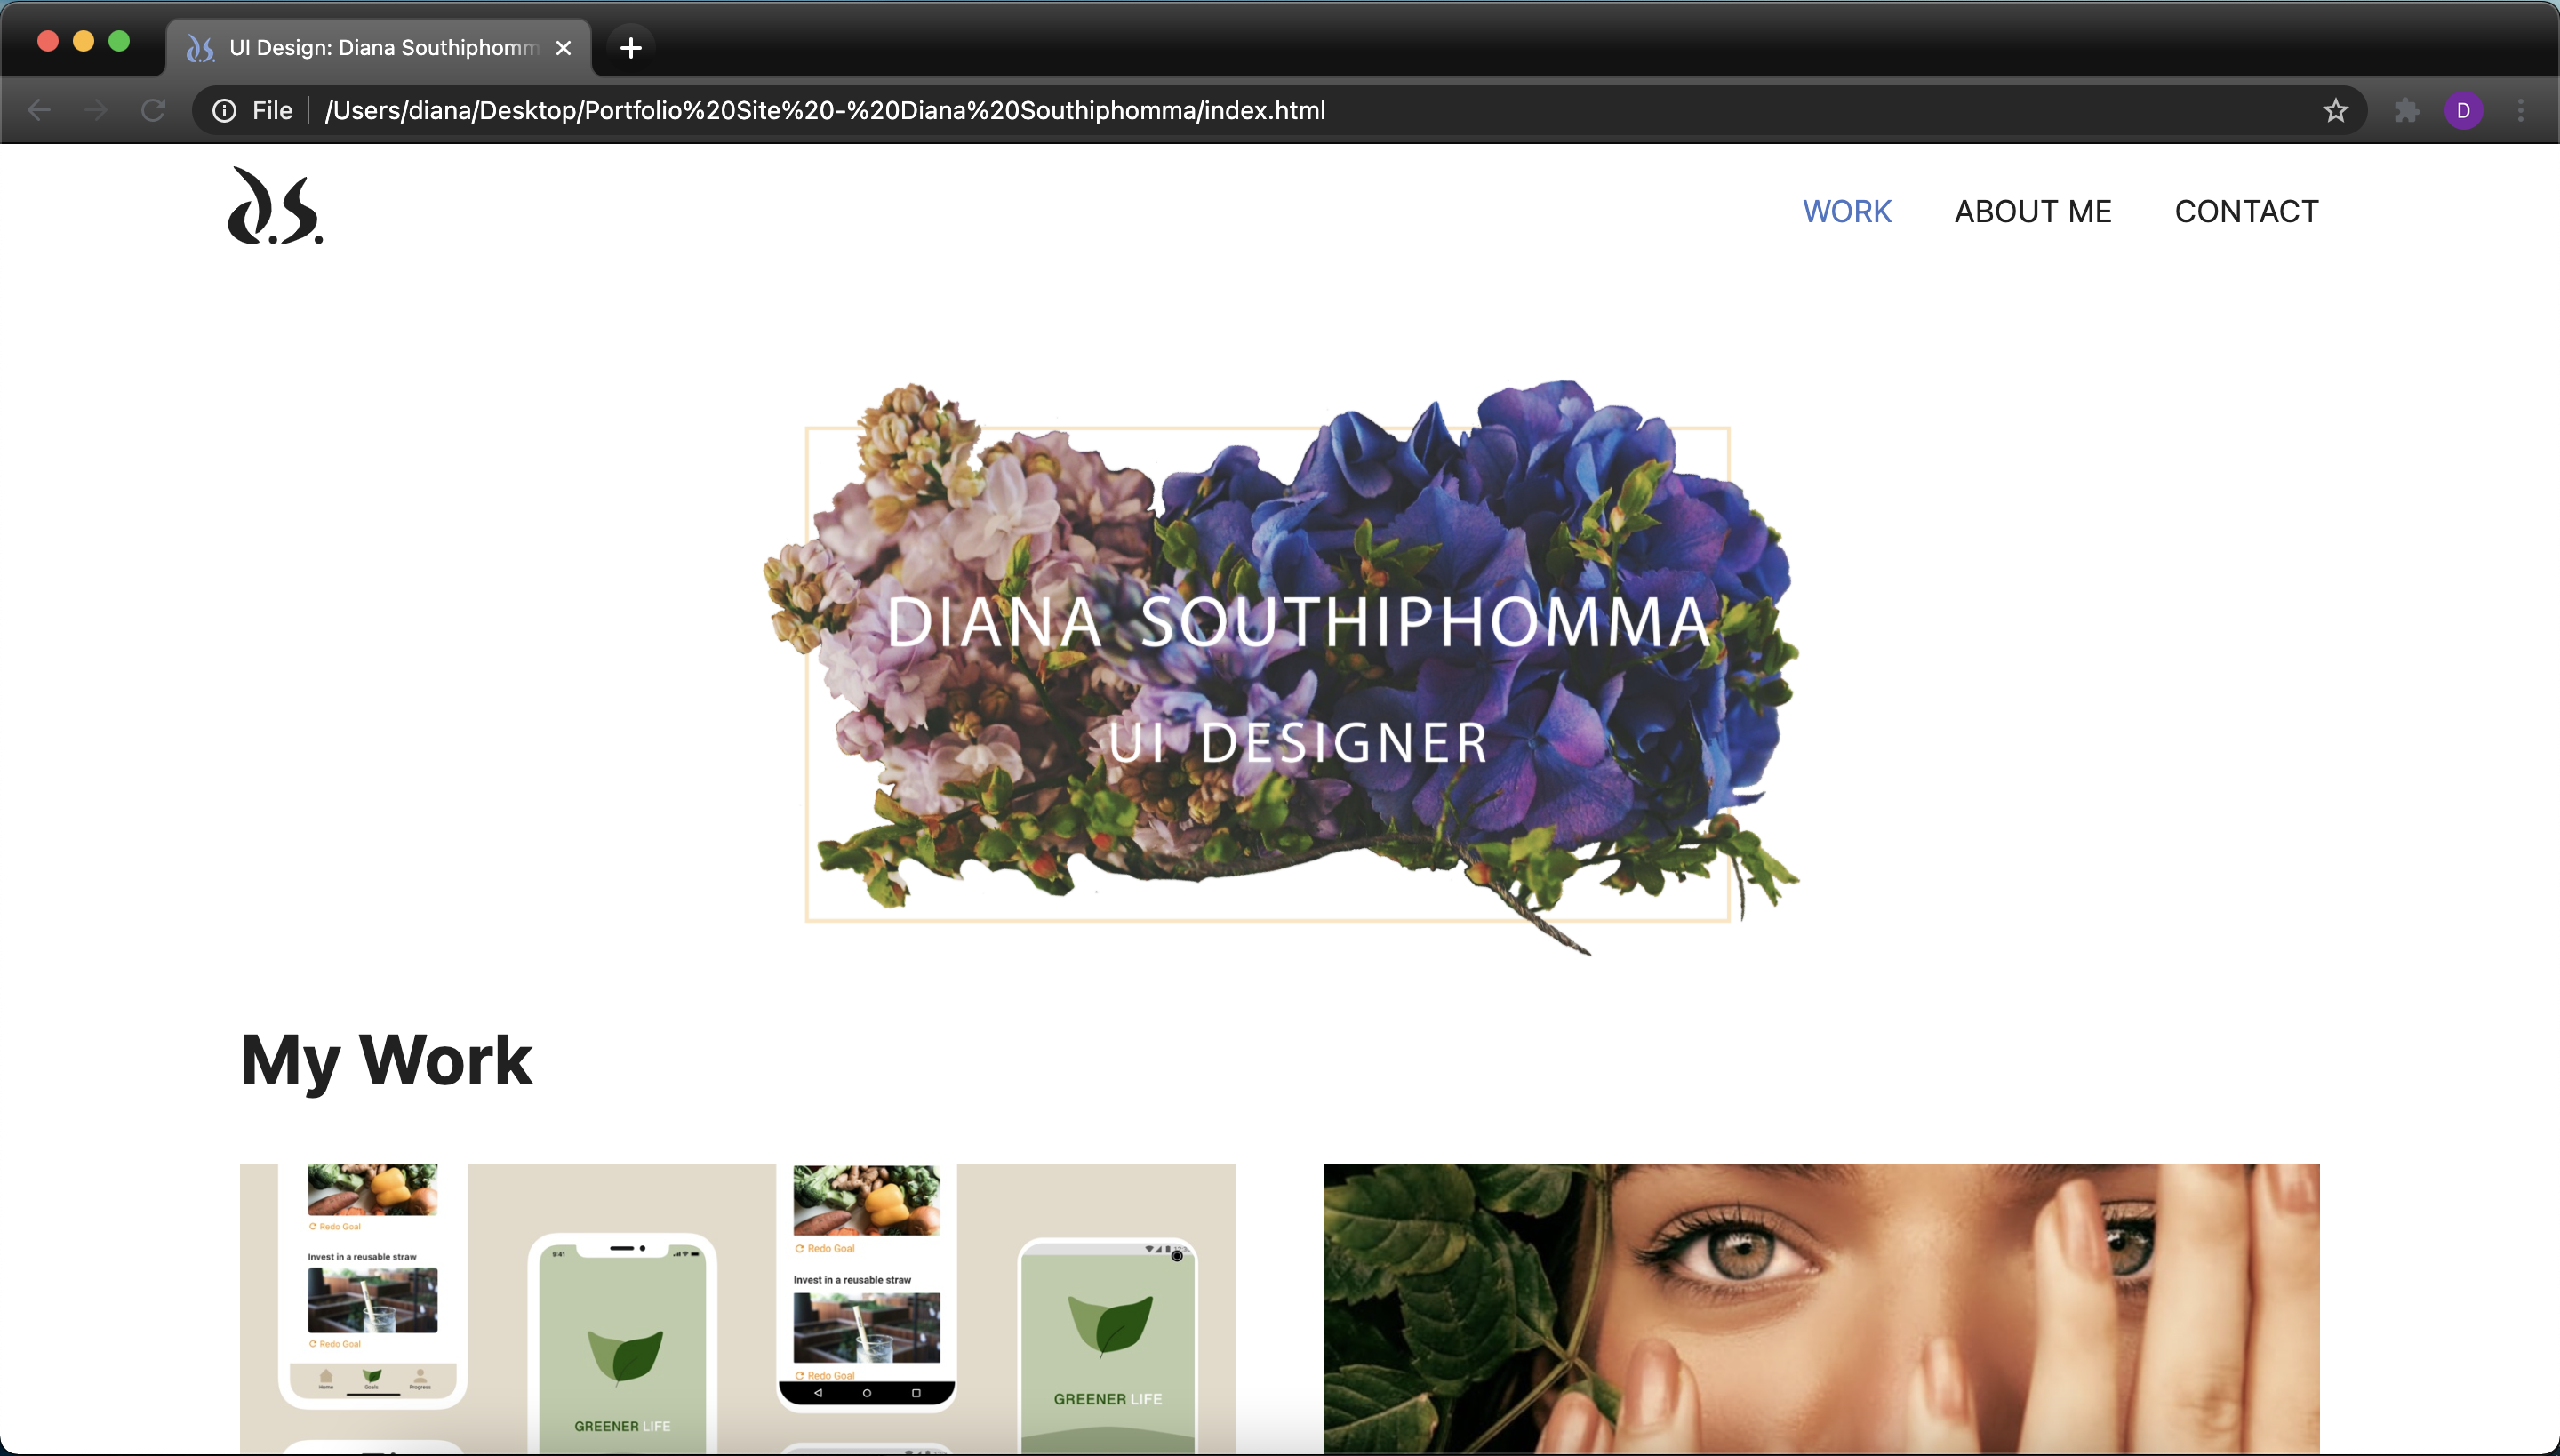 UI Design: Diana Southiphomm
File /Users/diana/Desktop/Portfolio%20Site%20-%20Diana%20Southiphomma/index.html
D
d.s.
WORK ABOUT ME CONTACT
DIANA SOUTHIPHOMMA
UI DESIGNER
My Work
Redo Goal
Invest in a reusable straw
Redo Goal
Home Goals Progress
9:41
GREENER LIFE
Redo Goal
Invest in a reusable straw
Redo Goal
GREENER LIFE